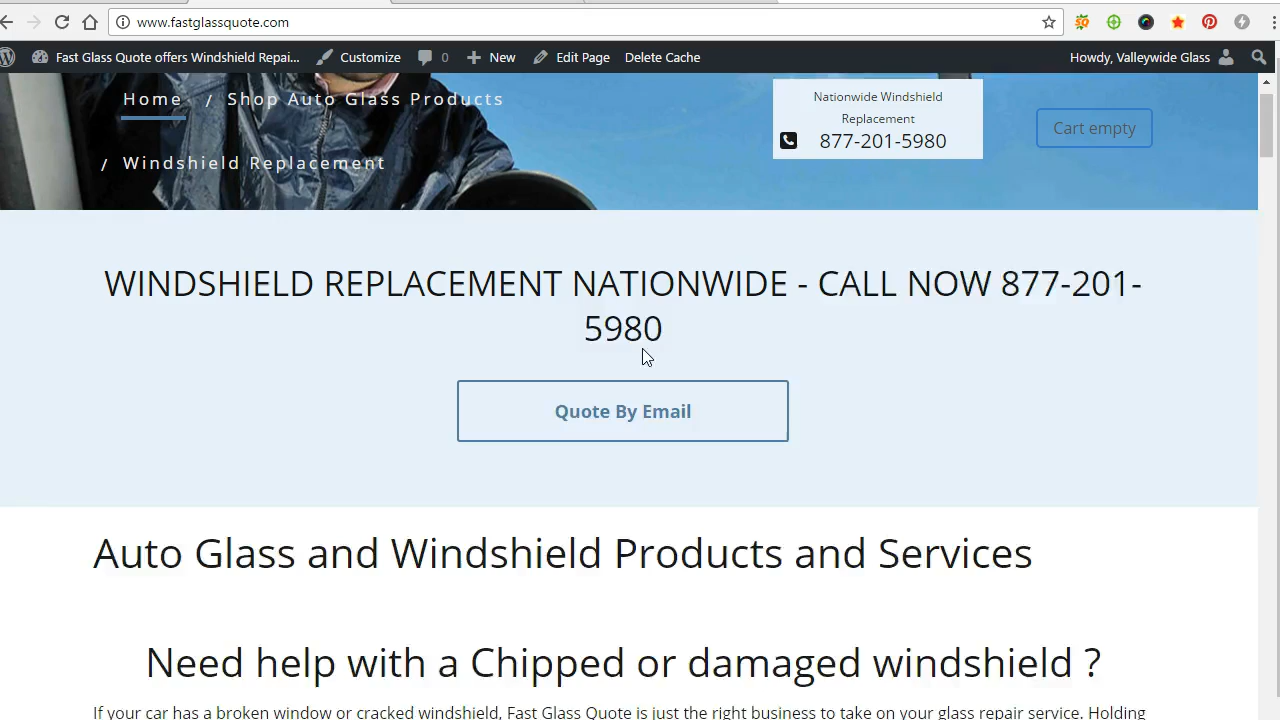 www.fastglassquote.com
Fast Glass Quote offers Windshield Repai... Customize 0 New Edit Page Delete Cache Howdy, Valleywide Glass
Home / Shop Auto Glass Products
/ Windshield Replacement
Nationwide Windshield
Replacement
877-201-5980
Cart empty
WINDSHIELD REPLACEMENT NATIONWIDE - CALL NOW 877-201-
5980
Quote By Email
Auto Glass and Windshield Products and Services
Need help with a Chipped or damaged windshield ?
If your car has a broken window or cracked windshield, Fast Glass Quote is just the right business to take on your glass repair service. Holding